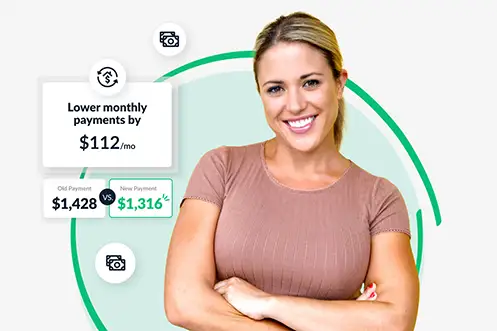 Lower monthly
payments by
$112/mo
Old Payment
$1,428
VS.
New Payment
$1,316